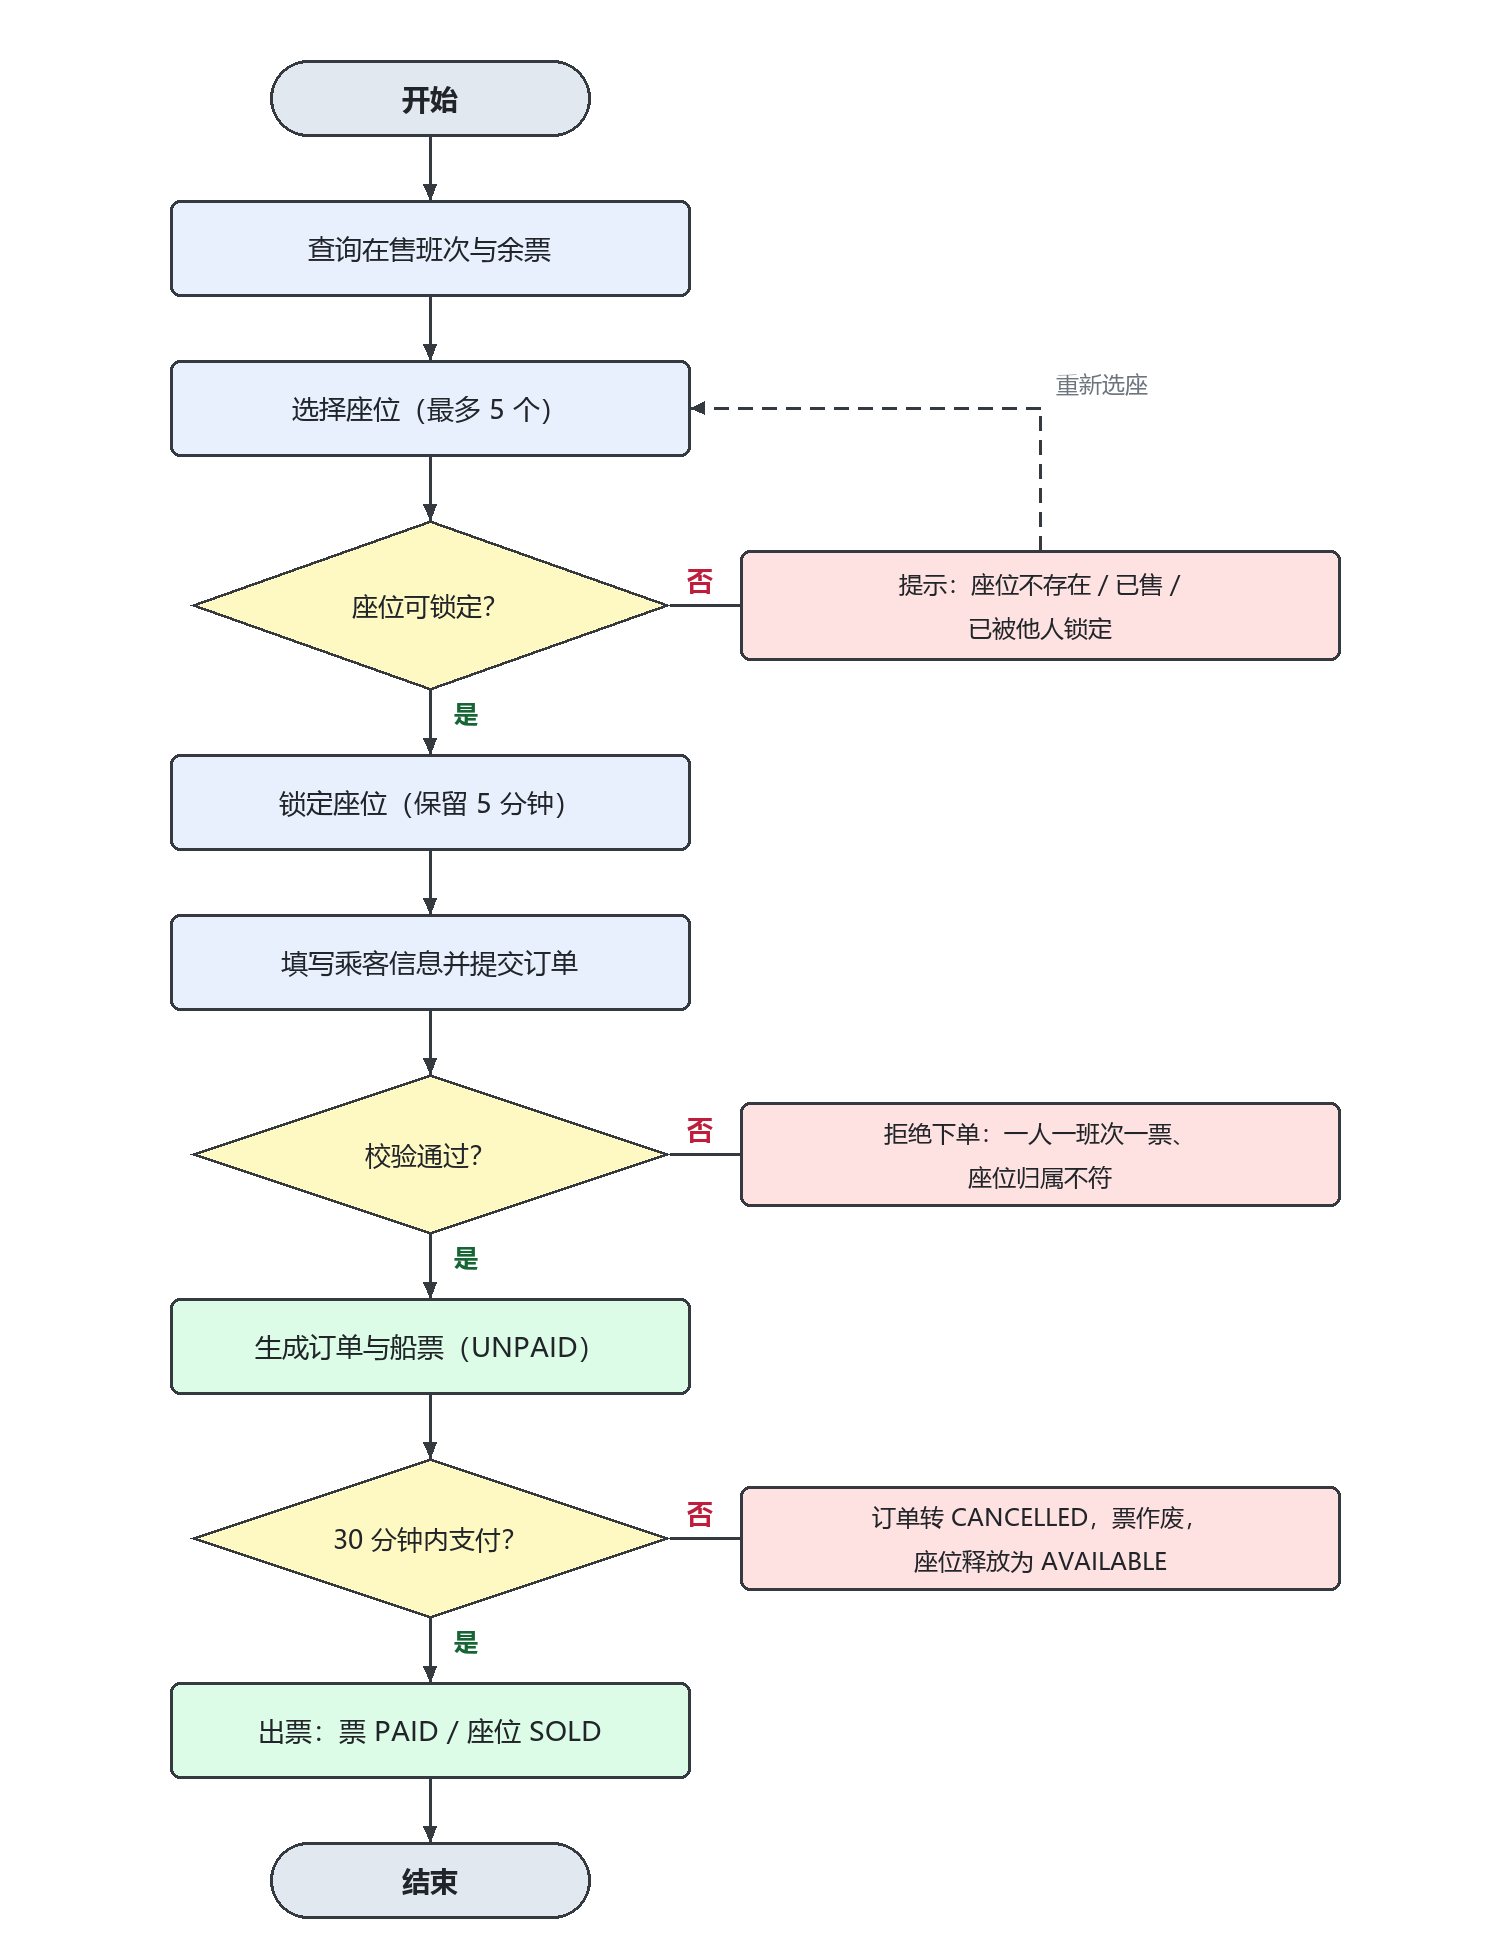 开始
查询在售班次与余票
重新选座
选择座位（最多 5 个）
否
提示：座位不存在 / 已售 /
已被他人锁定
座位可锁定？
是
锁定座位（保留 5 分钟）
填写乘客信息并提交订单
否
拒绝下单：一人一班次一票、
座位归属不符
校验通过？
是
生成订单与船票（UNPAID）
否
订单转 CANCELLED，票作废，
座位释放为 AVAILABLE
30 分钟内支付？
是
出票：票 PAID / 座位 SOLD
结束